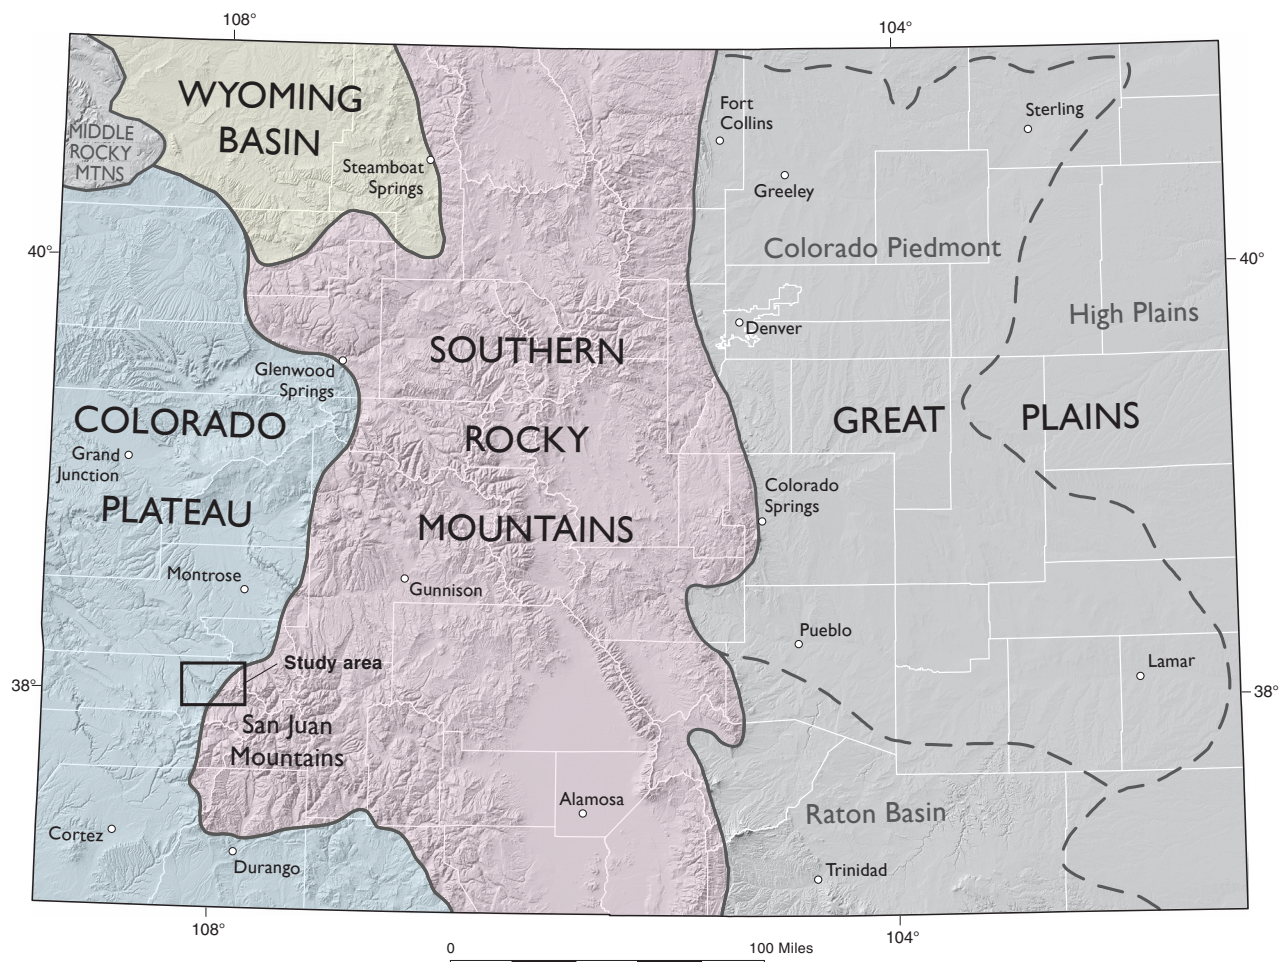 108°
104°
WYOMING
BASIN
MIDDLE
ROCKY
MTNS
Steamboat
Springs
Fort
Collins
Sterling
Greeley
40°
Colorado Piedmont
40°
High Plains
Denver
SOUTHERN
Glenwood
Springs
COLORADO
GREAT
PLAINS
ROCKY
Grand
Junction
Colorado
Springs
PLATEAU
MOUNTAINS
Montrose
Gunnison
Pueblo
Study area
Lamar
38°
38°
San Juan
Mountains
Alamosa
Raton Basin
Cortez
Durango
Trinidad
108°
104°
0
100 Miles